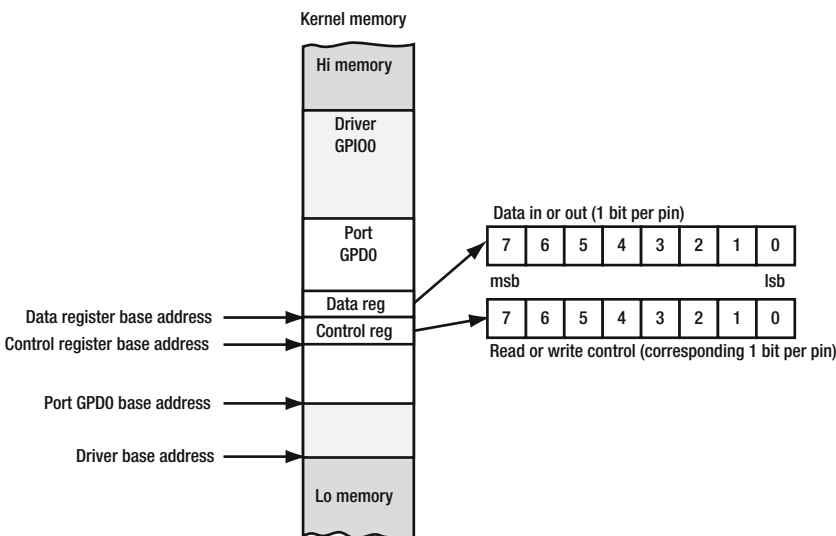 Kernel memory
Hi memory
Driver
GPIO0
Port
GPD0
Data reg
Control reg
Lo memory
Data register base address
Control register base address
Port GPD0 base address
Driver base address
Data in or out (1 bit per pin)
7 6 5 4 3 2 1 0
msb lsb
7 6 5 4 3 2 1 0
Read or write control (corresponding 1 bit per pin)